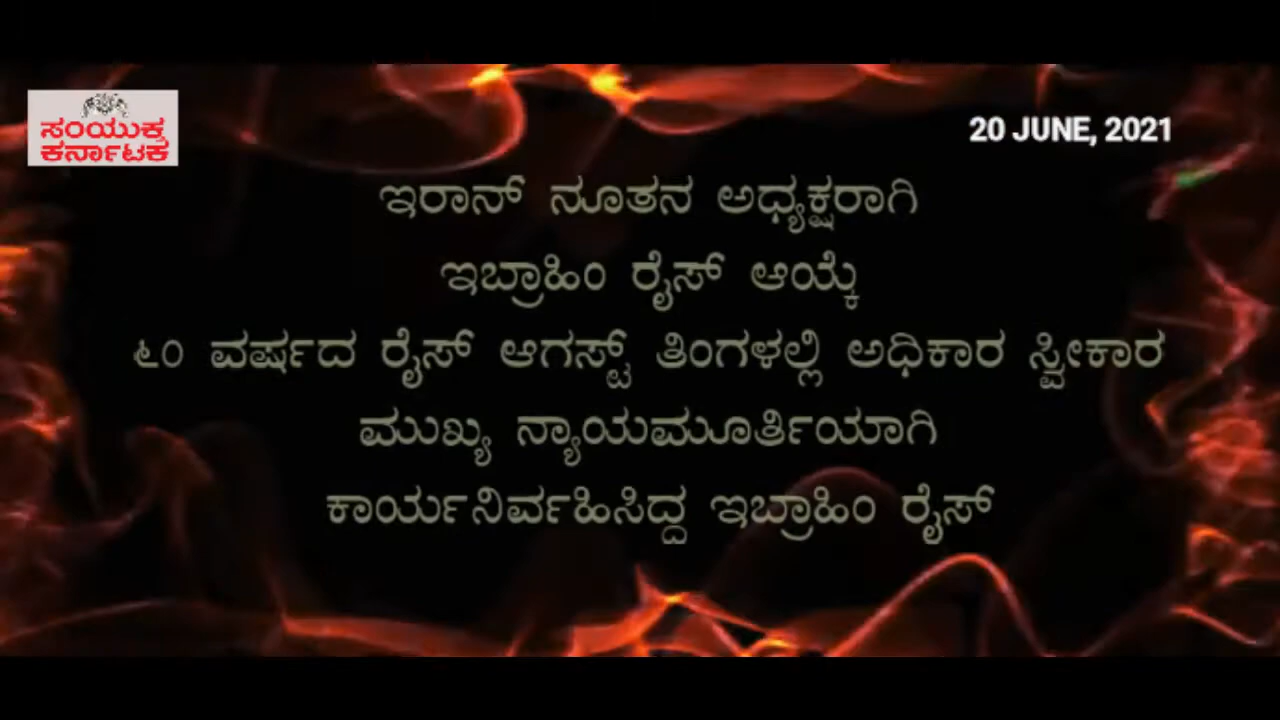 ಸಂಯುಕ್ತ
ಕರ್ನಾಟಕ
20 JUNE, 2021
ಇರಾನ್ ನೂತನ ಅಧ್ಯಕ್ಷರಾಗಿ
ಇಬ್ರಾಹಿಂ ರೈಸ್ ಆಯ್ಕೆ
೬೦ ವರ್ಷದ ರೈಸ್ ಆಗಸ್ಟ್ ತಿಂಗಳಲ್ಲಿ ಅಧಿಕಾರ ಸ್ವೀಕಾರ
ಮುಖ್ಯ ನ್ಯಾಯಮೂರ್ತಿಯಾಗಿ
ಕಾರ್ಯನಿರ್ವಹಿಸಿದ್ದ ಇಬ್ರಾಹಿಂ ರೈಸ್